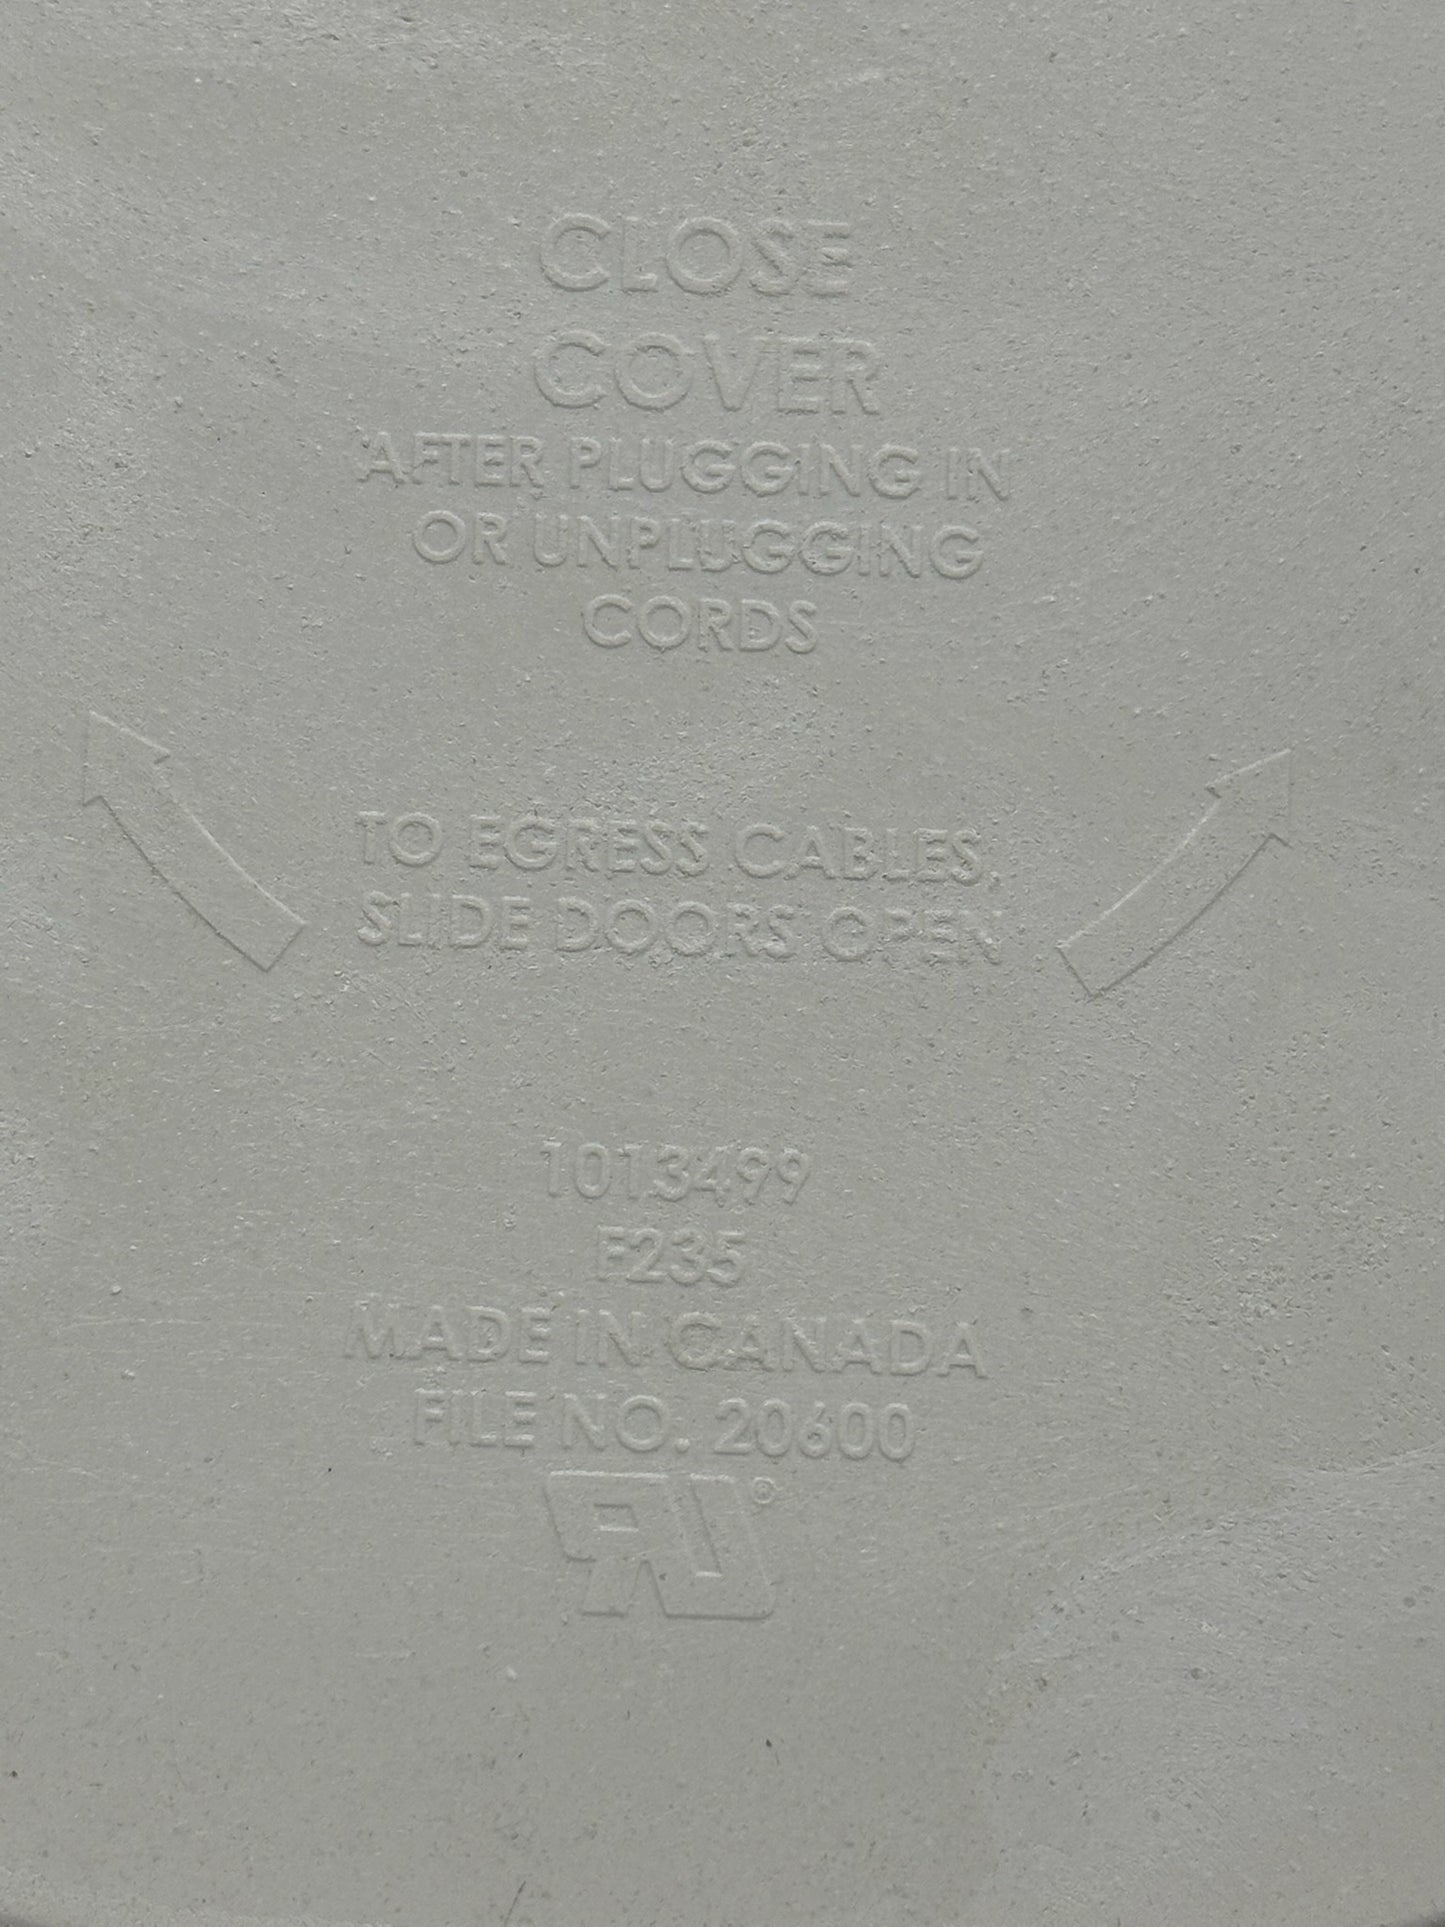 CLOSE
COVER
AFTER PLUGGING IN
OR UNPLUGGING
CORDS
TO EGRESS CABLES,
SLIDE DOORS OPEN
1013499
F235
MADE IN CANADA
FILE NO. 20600
RU®